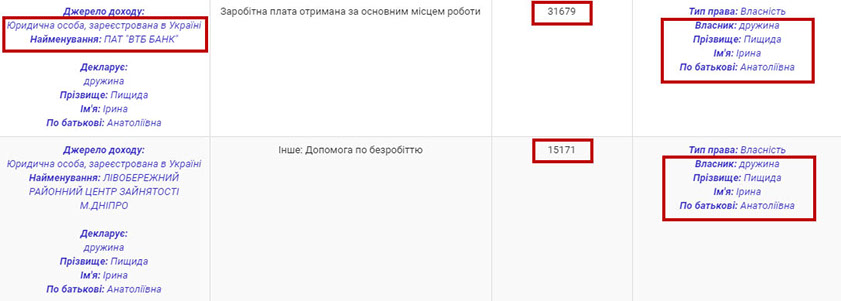 Джерело доходу:
Юридична особа, зареєстрована в Україні
Найменування: ПАТ "ВТБ БАНК"
Декларує:
дружина
Прізвище: Пищида
Ім'я: Ірина
По батькові: Анатоліївна
Заробітна плата отримана за основним місцем роботи
31679
Тип права: Власність
Власник: дружина
Прізвище: Пищида
Ім'я: Ірина
По батькові: Анатоліївна
Джерело доходу:
Юридична особа, зареєстрована в Україні
Найменування: ЛІВОБЕРЕЖНИЙ
РАЙОННИЙ ЦЕНТР ЗАЙНЯТОСТІ
М.ДНІПРО
Декларує:
дружина
Прізвище: Пищида
Ім'я: Ірина
По батькові: Анатоліївна
Інше: Допомога по безробіттю
15171
Тип права: Власність
Власник: дружина
Прізвище: Пищида
Ім'я: Ірина
По батькові: Анатоліївна